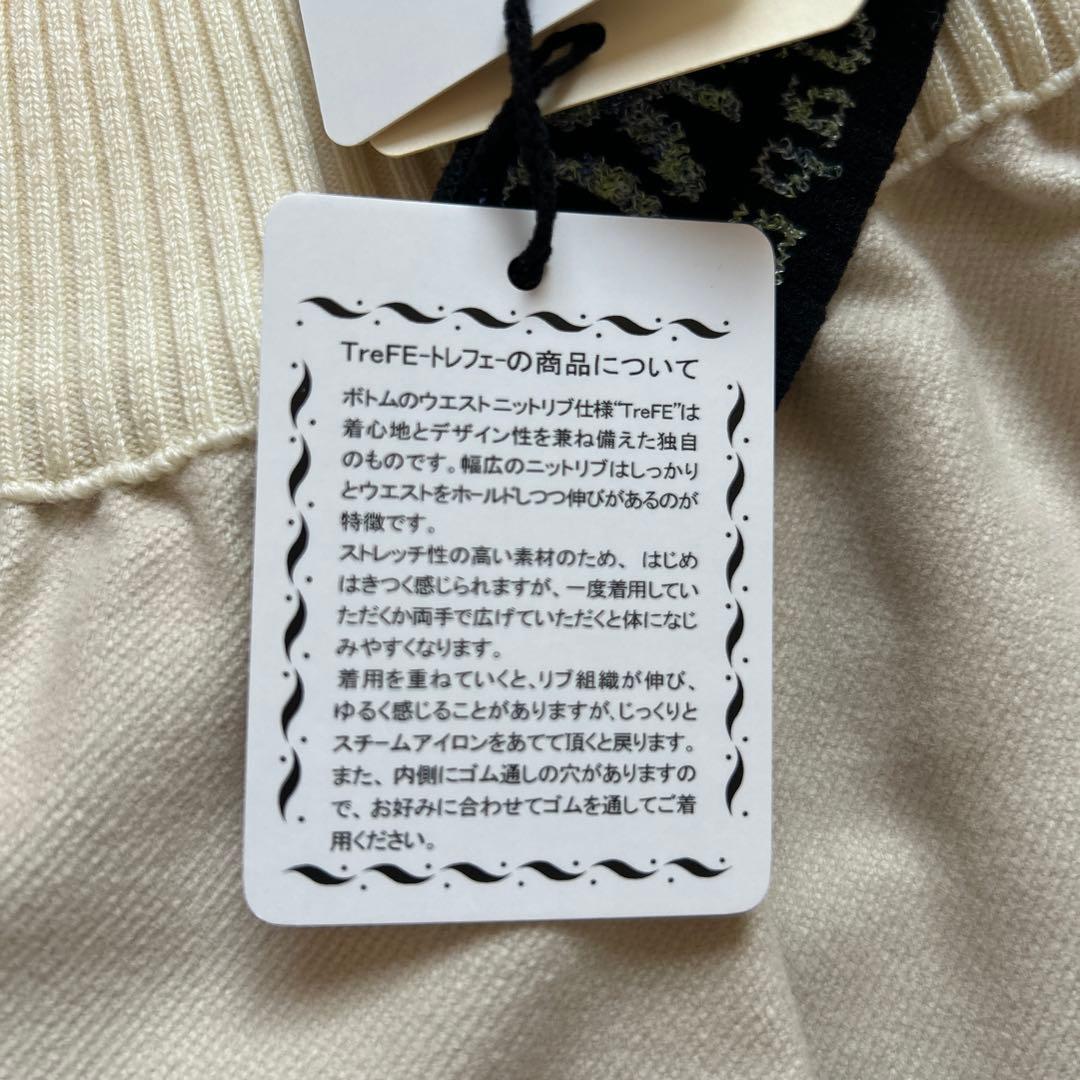 TreFE-トレフェ-の商品について
ボトムのウエストニットリブ仕様“TreFE”は
着心地とデザイン性を兼ね備えた独自
のものです。幅広のニットリブはしっかり
とウエストをホールドしつつ伸びがあるのが
特徴です。
ストレッチ性の高い素材のため、はじめ
はきつく感じられますが、一度着用してい
ただくか両手で広げていただくと体になじ
みやすくなります。
着用を重ねていくと、リブ組織が伸び、
ゆるく感じることがありますが、じっくりと
スチームアイロンをあてて頂くと戻ります。
また、内側にゴム通しの穴がありますの
で、お好みに合わせてゴムを通してご着
用ください。